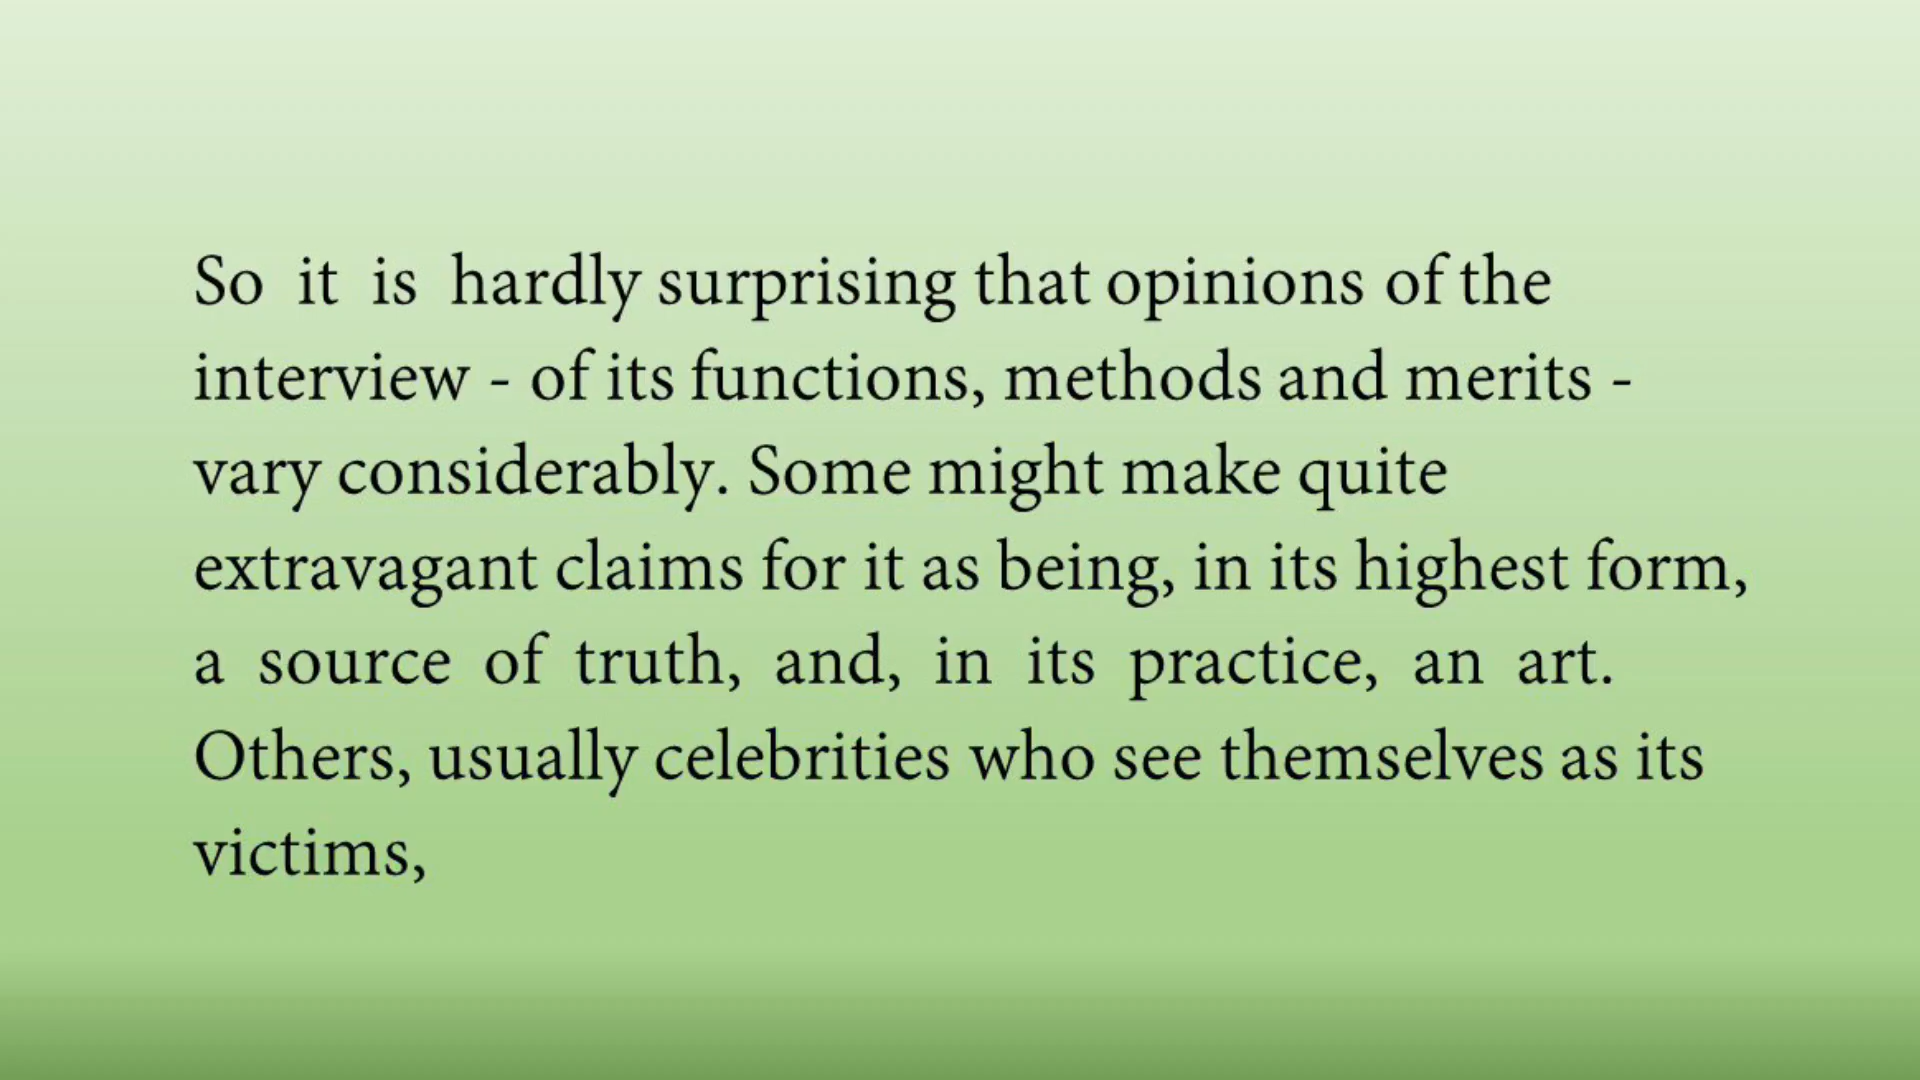 So it is hardly surprising that opinions of the
interview - of its functions, methods and merits -
vary considerably. Some might make quite
extravagant claims for it as being, in its highest form,
a source of truth, and, in its practice, an art.
Others, usually celebrities who see themselves as its
victims,